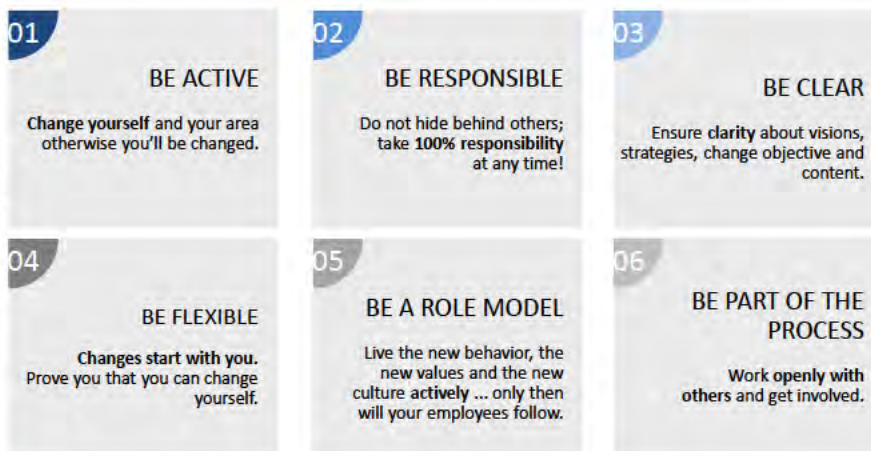 01
BE ACTIVE
Change yourself and your area
otherwise you'll be changed.
02
BE RESPONSIBLE
Do not hide behind others;
take 100% responsibility
at any time!
03
BE CLEAR
Ensure clarity about visions,
strategies, change objective and
content.
04
BE FLEXIBLE
Changes start with you.
Prove you that you can change
yourself.
05
BE A ROLE MODEL
Live the new behavior, the
new values and the new
culture actively ... only then
will your employees follow.
06
BE PART OF THE
PROCESS
Work openly with
others and get involved.